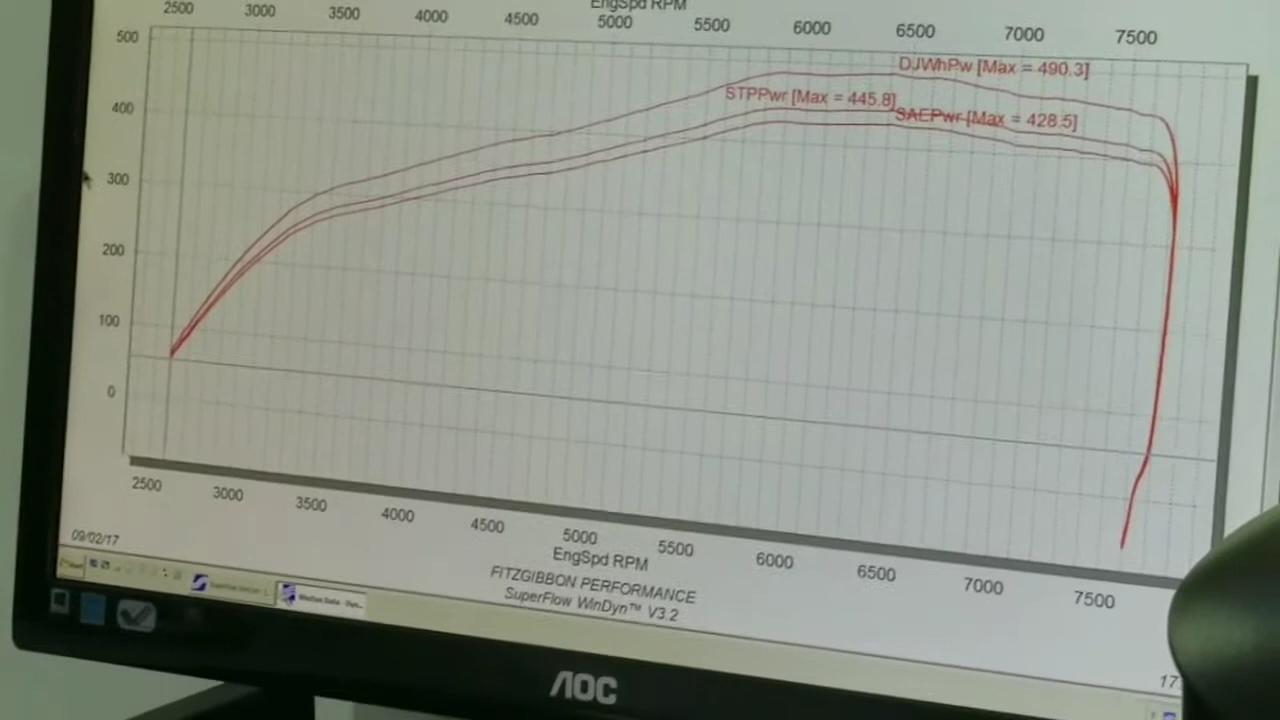 EngSpd RPM
2500 3000 3500 4000 4500 5000 5500 6000 6500 7000 7500
500
400
300
200
100
0
DJWhPw [Max = 490.3]
STPPwr [Max = 445.8]
SAEPwr [Max = 428.5]
2500 3000 3500 4000 4500 5000 5500 6000 6500 7000 7500
EngSpd RPM
09/02/17
FITZGIBBON PERFORMANCE
SuperFlow WinDyn™ V3.2
17
AOC